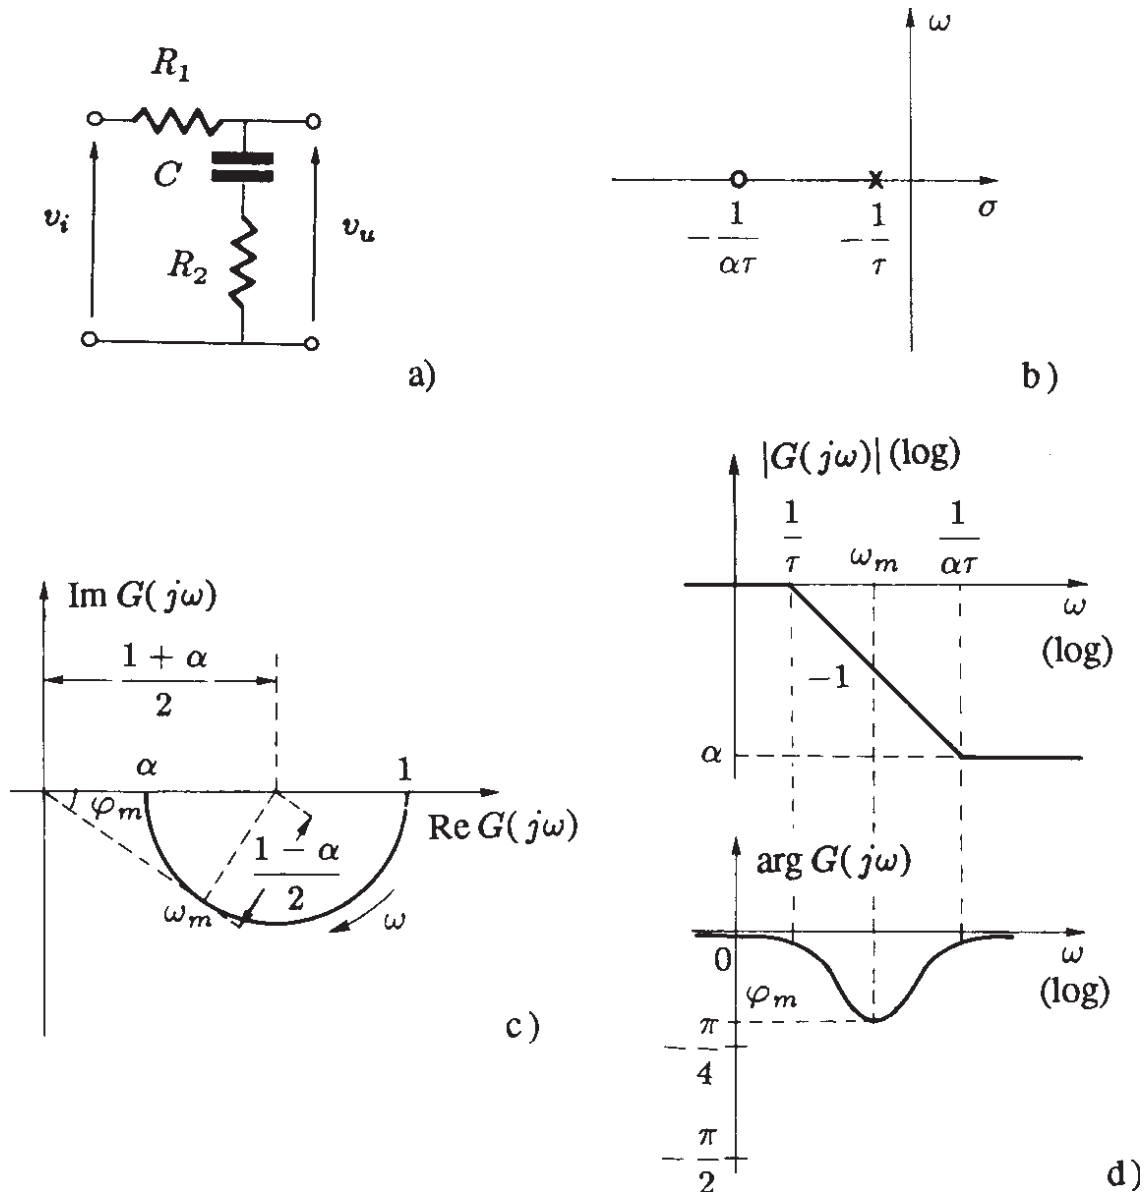 R₁
C
R₂
vᵢ
vᵤ
a)
ω
σ
−1/ατ
−1/τ
b)
Im G(jω)
(1 + α)/2
α
1
φₘ
Re G(jω)
(1 − α)/2
ωₘ
ω
c)
|G(jω)| (log)
1/τ
ωₘ
1/ατ
ω
(log)
−1
α
arg G(jω)
0
ω
(log)
φₘ
−π/4
−π/2
d)